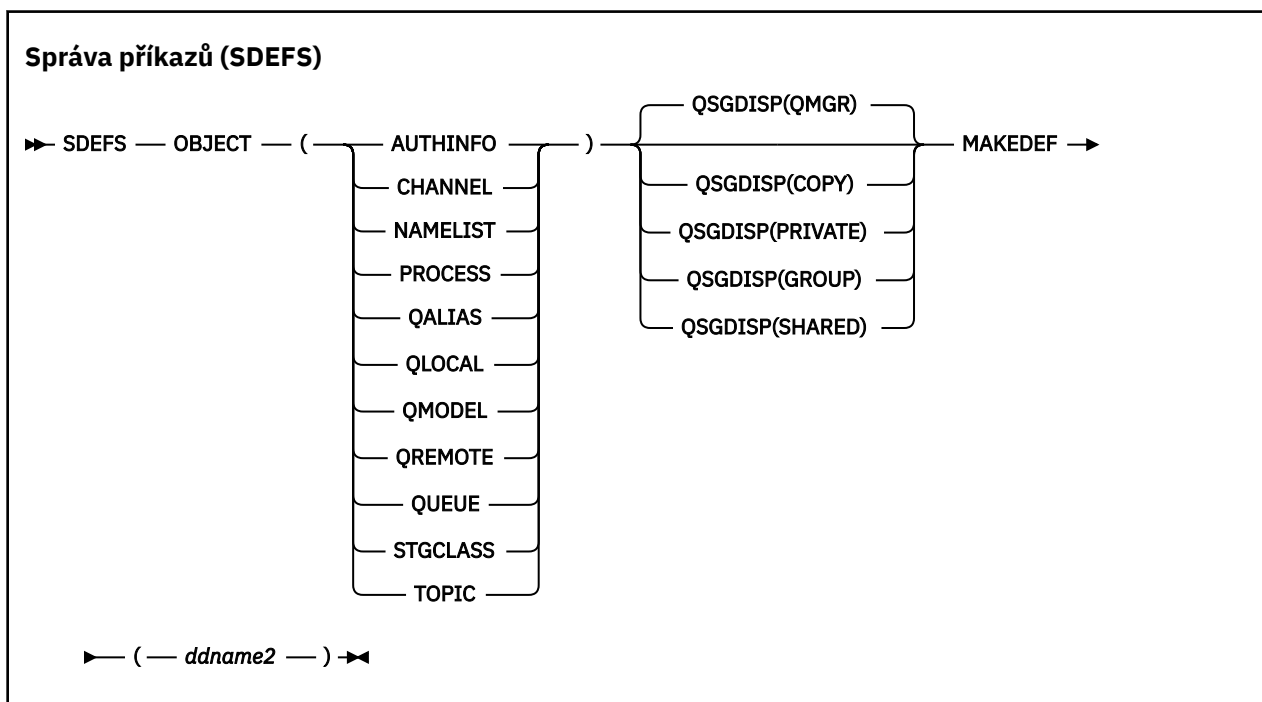 Správa příkazů (SDEFS)
QSGDISP(QMGR)
SDEFS OBJECT ( AUTHINFO ) MAKEDEF
CHANNEL QSGDISP(COPY)
NAMELIST QSGDISP(PRIVATE)
PROCESS QSGDISP(GROUP)
QALIAS QSGDISP(SHARED)
QLOCAL
QMODEL
QREMOTE
QUEUE
STGCLASS
TOPIC
( ddname2 )